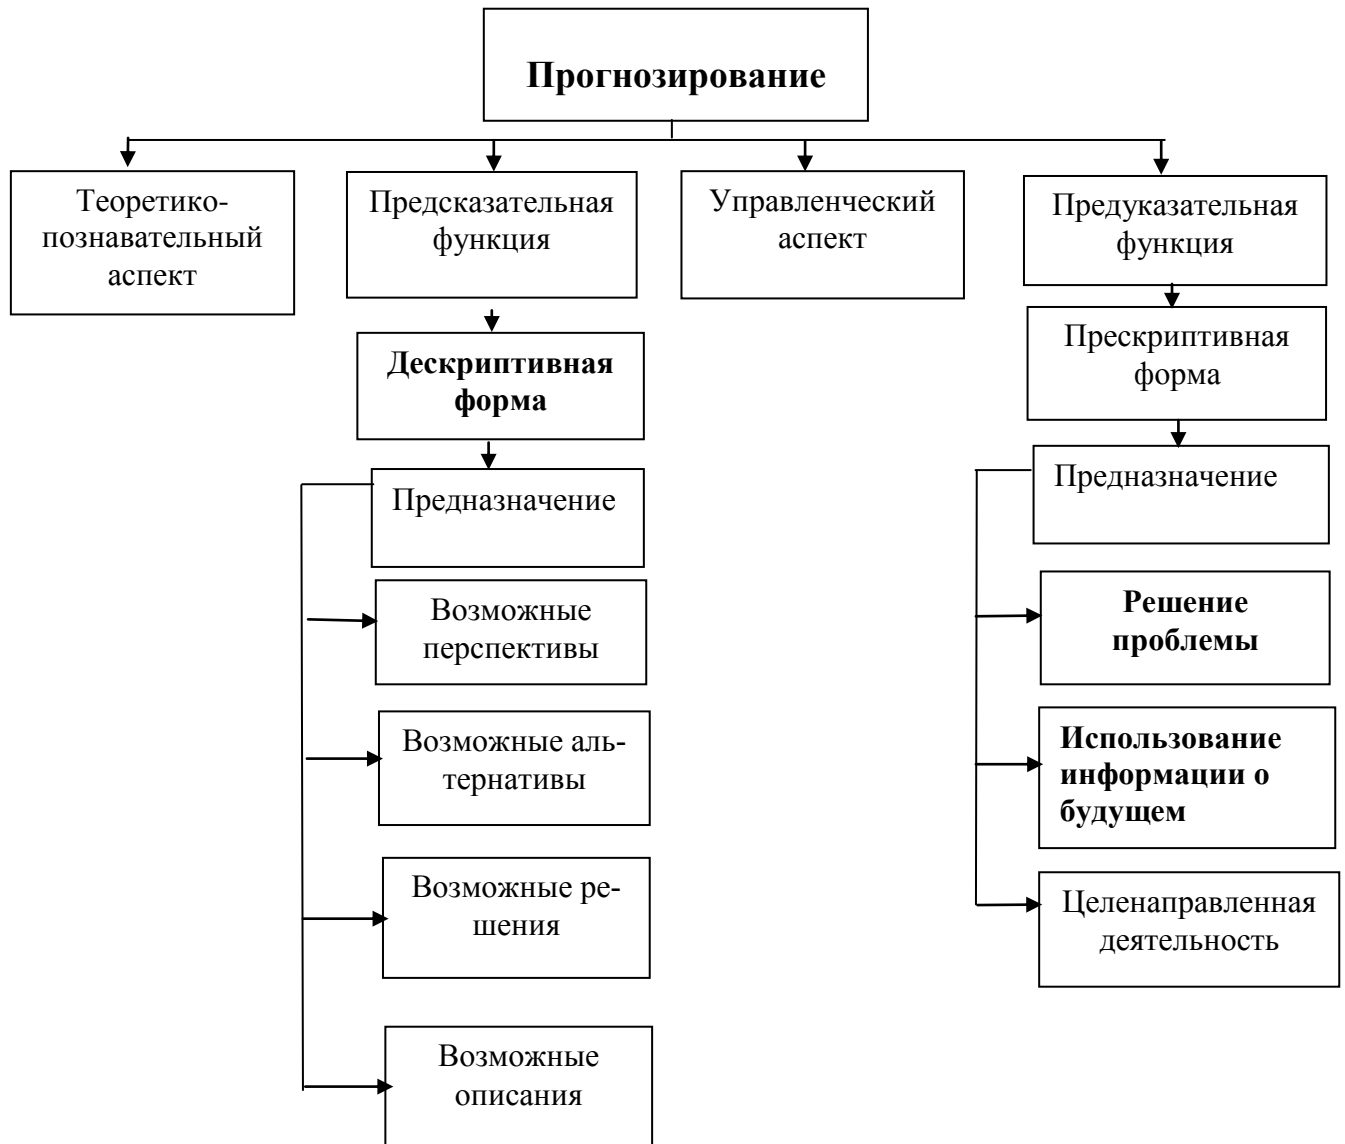 Прогнозирование
Теоретико-
познавательный
аспект
Предсказательная
функция
Управленческий
аспект
Предуказательная
функция
Дескриптивная
форма
Прескриптивная
форма
Предназначение
Предназначение
Возможные
перспективы
Решение
проблемы
Возможные аль-
тернативы
Использование
информации о
будущем
Возможные ре-
шения
Целенаправленная
деятельность
Возможные
описания